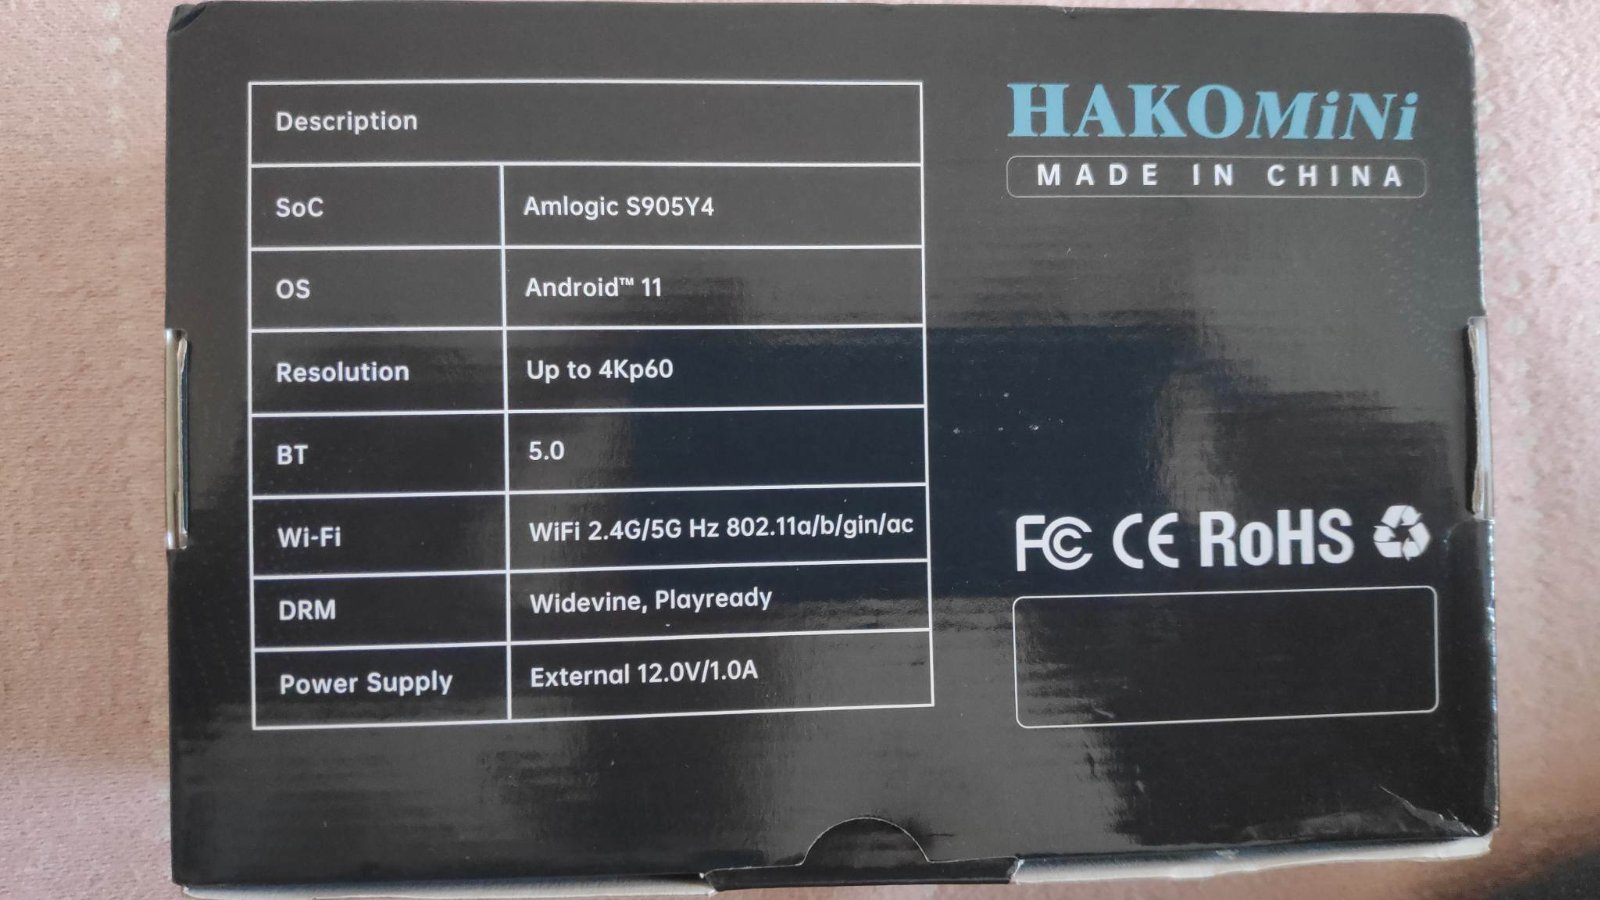 Description
SoC Amlogic S905Y4
OS Android™ 11
Resolution Up to 4Kp60
BT 5.0
Wi-Fi WiFi 2.4G/5G Hz 802.11a/b/gin/ac
DRM Widevine, Playready
Power Supply External 12.0V/1.0A
HAKOMiNi
MADE IN CHINA
FC CE RoHS